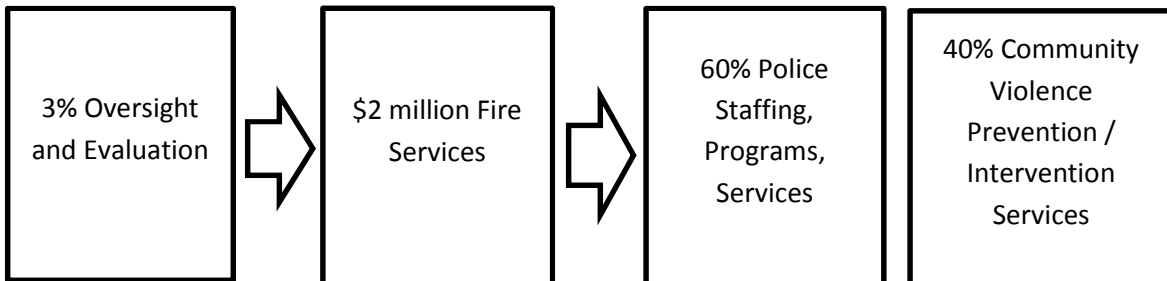 3% Oversight
and Evaluation
$2 million Fire
Services
60% Police
Staffing,
Programs,
Services
40% Community
Violence
Prevention /
Intervention
Services